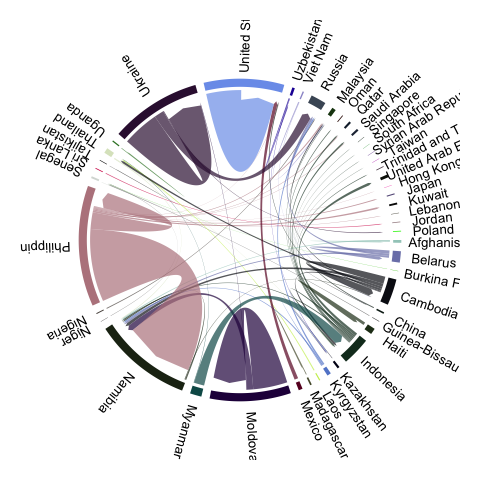 United St
Uzbekistan
Viet Nam
Russia
Malaysia
Oman
Qatar
Saudi Arabia
Singapore
South Africa
Syrian Arab Repu
Taiwan
Trinidad and T
United Arab E
Hong Kong
Japan
Kuwait
Lebanon
Jordan
Poland
Afghanis
Belarus
Burkina F
Cambodia
China
Guinea-Bissau
Haiti
Indonesia
Kazakhstan
Kyrgyzstan
Laos
Madagascar
Mexico
Moldova
Myanmar
Namibia
Niger
Nigeria
Philippin
Senegal
Sri Lanka
Tajikistan
Thailand
Uganda
Ukraine